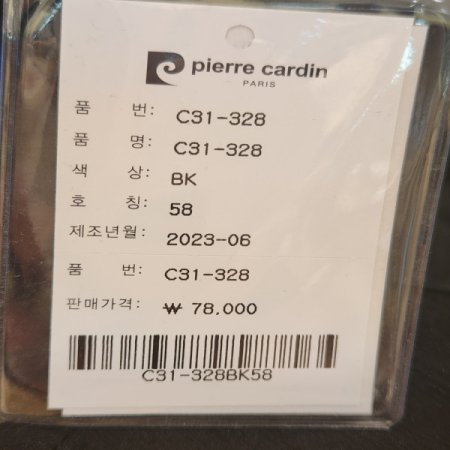 pierre cardin
PARIS
품 번: C31-328
품 명: C31-328
색 상: BK
호 칭: 58
제조년월: 2023-06
품 번: C31-328
판매가격: ₩ 78,000
C31-328BK58